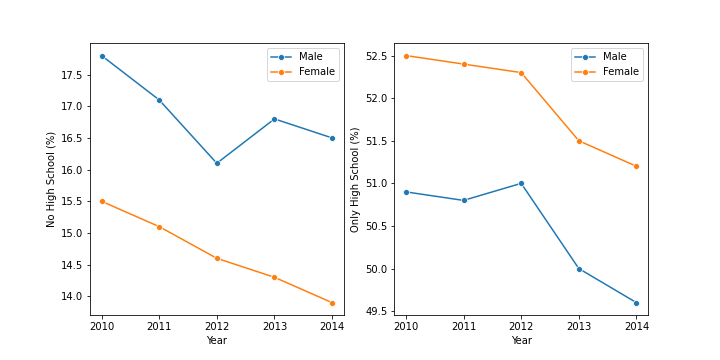 No High School (%)
17.5
17.0
16.5
16.0
15.5
15.0
14.5
14.0
2010 2011 2012 2013 2014
Year
Male
Female
Only High School (%)
52.5
52.0
51.5
51.0
50.5
50.0
49.5
2010 2011 2012 2013 2014
Year
Male
Female